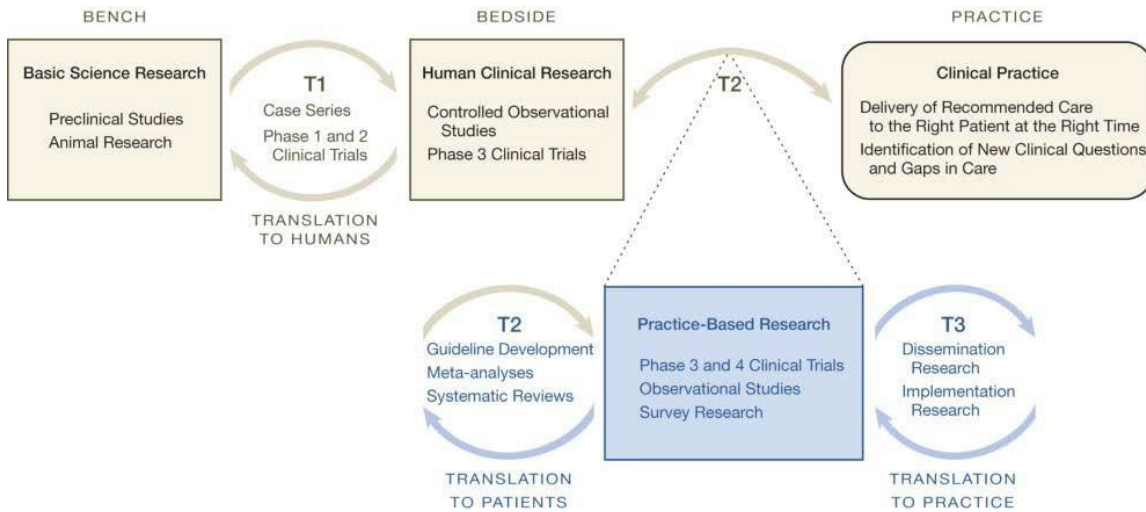 BENCH
BEDSIDE
PRACTICE
Basic Science Research
Preclinical Studies
Animal Research
T1
Case Series
Phase 1 and 2
Clinical Trials
TRANSLATION
TO HUMANS
Human Clinical Research
Controlled Observational
Studies
Phase 3 Clinical Trials
T2
Clinical Practice
Delivery of Recommended Care
to the Right Patient at the Right Time
Identification of New Clinical Questions
and Gaps in Care
T2
Guideline Development
Meta-analyses
Systematic Reviews
TRANSLATION
TO PATIENTS
Practice-Based Research
Phase 3 and 4 Clinical Trials
Observational Studies
Survey Research
T3
Dissemination
Research
Implementation
Research
TRANSLATION
TO PRACTICE